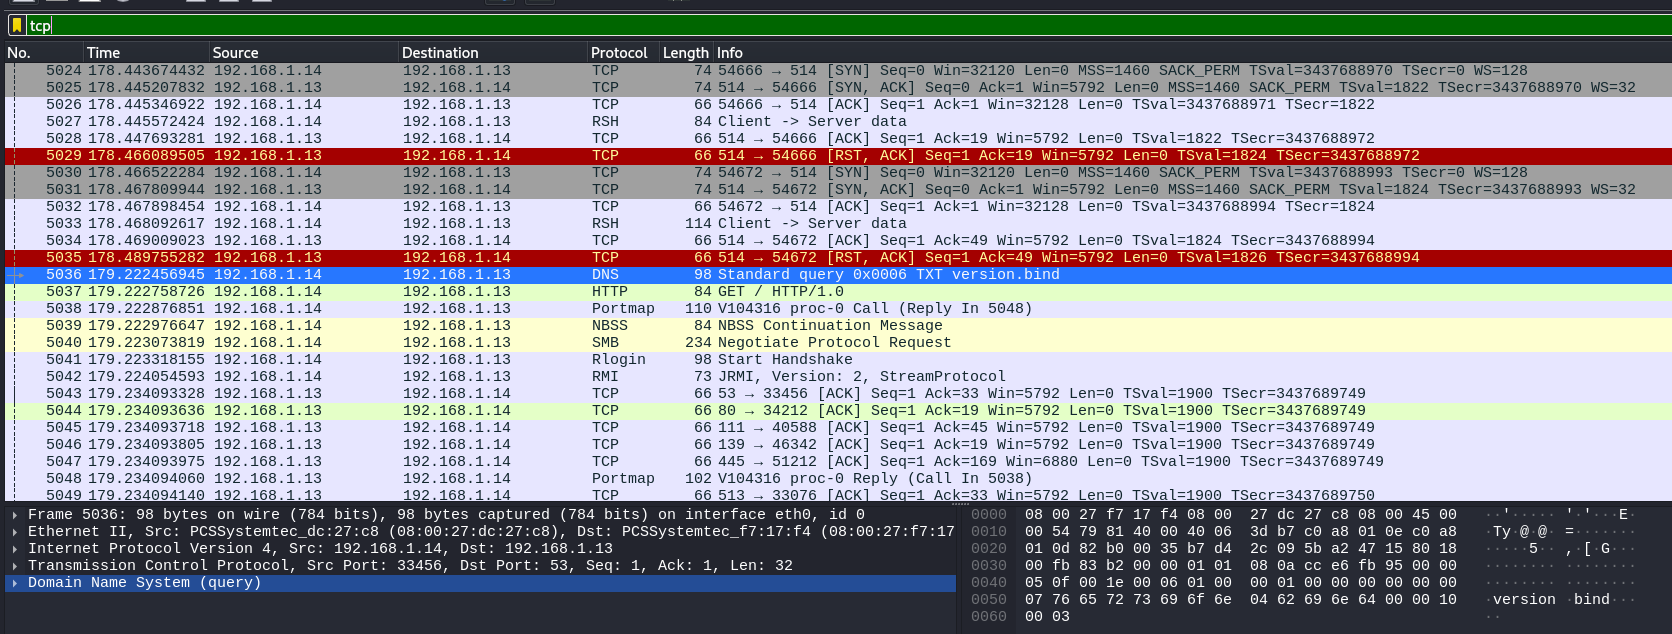 tcp
No. Time Source Destination Protocol Length Info
5024 178.443674432 192.168.1.14 192.168.1.13 TCP 74 54666 → 514 [SYN] Seq=0 Win=32120 Len=0 MSS=1460 SACK_PERM TSval=3437688970 TSecr=0 WS=128
5025 178.445207832 192.168.1.13 192.168.1.14 TCP 74 514 → 54666 [SYN, ACK] Seq=0 Ack=1 Win=5792 Len=0 MSS=1460 SACK_PERM TSval=1822 TSecr=3437688970 WS=32
5026 178.445346922 192.168.1.14 192.168.1.13 TCP 66 54666 → 514 [ACK] Seq=1 Ack=1 Win=32128 Len=0 TSval=3437688971 TSecr=1822
5027 178.445572424 192.168.1.14 192.168.1.13 RSH 84 Client -> Server data
5028 178.447693281 192.168.1.13 192.168.1.14 TCP 66 514 → 54666 [ACK] Seq=1 Ack=19 Win=5792 Len=0 TSval=1822 TSecr=3437688972
5029 178.466089505 192.168.1.13 192.168.1.14 TCP 66 514 → 54666 [RST, ACK] Seq=1 Ack=19 Win=5792 Len=0 TSval=1824 TSecr=3437688972
5030 178.466522284 192.168.1.14 192.168.1.13 TCP 74 54672 → 514 [SYN] Seq=0 Win=32120 Len=0 MSS=1460 SACK_PERM TSval=3437688993 TSecr=0 WS=128
5031 178.467809944 192.168.1.13 192.168.1.14 TCP 74 514 → 54672 [SYN, ACK] Seq=0 Ack=1 Win=5792 Len=0 MSS=1460 SACK_PERM TSval=1824 TSecr=3437688993 WS=32
5032 178.467898454 192.168.1.14 192.168.1.13 TCP 66 54672 → 514 [ACK] Seq=1 Ack=1 Win=32128 Len=0 TSval=3437688994 TSecr=1824
5033 178.468092617 192.168.1.14 192.168.1.13 RSH 114 Client -> Server data
5034 178.469009023 192.168.1.13 192.168.1.14 TCP 66 514 → 54672 [ACK] Seq=1 Ack=49 Win=5792 Len=0 TSval=1824 TSecr=3437688994
5035 178.489755282 192.168.1.13 192.168.1.14 TCP 66 514 → 54672 [RST, ACK] Seq=1 Ack=49 Win=5792 Len=0 TSval=1826 TSecr=3437688994
5036 179.222456945 192.168.1.14 192.168.1.13 DNS 98 Standard query 0x0006 TXT version.bind
5037 179.222758726 192.168.1.14 192.168.1.13 HTTP 84 GET / HTTP/1.0
5038 179.222876851 192.168.1.14 192.168.1.13 Portmap 110 V104316 proc-0 Call (Reply In 5048)
5039 179.222976647 192.168.1.14 192.168.1.13 NBSS 84 NBSS Continuation Message
5040 179.223073819 192.168.1.14 192.168.1.13 SMB 234 Negotiate Protocol Request
5041 179.223318155 192.168.1.14 192.168.1.13 Rlogin 98 Start Handshake
5042 179.224054593 192.168.1.14 192.168.1.13 RMI 73 JRMI, Version: 2, StreamProtocol
5043 179.234093328 192.168.1.13 192.168.1.14 TCP 66 53 → 33456 [ACK] Seq=1 Ack=33 Win=5792 Len=0 TSval=1900 TSecr=3437689749
5044 179.234093636 192.168.1.13 192.168.1.14 TCP 66 80 → 34212 [ACK] Seq=1 Ack=19 Win=5792 Len=0 TSval=1900 TSecr=3437689749
5045 179.234093718 192.168.1.13 192.168.1.14 TCP 66 111 → 40588 [ACK] Seq=1 Ack=45 Win=5792 Len=0 TSval=1900 TSecr=3437689749
5046 179.234093805 192.168.1.13 192.168.1.14 TCP 66 139 → 46342 [ACK] Seq=1 Ack=19 Win=5792 Len=0 TSval=1900 TSecr=3437689749
5047 179.234093975 192.168.1.13 192.168.1.14 TCP 66 445 → 51212 [ACK] Seq=1 Ack=169 Win=6880 Len=0 TSval=1900 TSecr=3437689749
5048 179.234094060 192.168.1.13 192.168.1.14 Portmap 102 V104316 proc-0 Reply (Call In 5038)
5049 179.234094140 192.168.1.13 192.168.1.14 TCP 66 513 → 33076 [ACK] Seq=1 Ack=33 Win=5792 Len=0 TSval=1900 TSecr=3437689750
Frame 5036: 98 bytes on wire (784 bits), 98 bytes captured (784 bits) on interface eth0, id 0
Ethernet II, Src: PCSSystemtec_dc:27:c8 (08:00:27:dc:27:c8), Dst: PCSSystemtec_f7:17:f4 (08:00:27:f7:17
Internet Protocol Version 4, Src: 192.168.1.14, Dst: 192.168.1.13
Transmission Control Protocol, Src Port: 33456, Dst Port: 53, Seq: 1, Ack: 1, Len: 32
Domain Name System (query)
0000 08 00 27 f7 17 f4 08 00 27 dc 27 c8 08 00 45 00 ··'····· '·'···E·
0010 00 54 79 81 40 00 40 06 3d b7 c0 a8 01 0e c0 a8 ·Ty·@·@· =·······
0020 01 0d 82 b0 00 35 b7 d4 2c 09 5b a2 47 15 80 18 ·····5·· ,·[·G···
0030 00 fb 83 b2 00 00 01 01 08 0a cc e6 fb 95 00 00 ········ ········
0040 05 0f 00 1e 00 06 01 00 00 01 00 00 00 00 00 00 ········ ········
0050 07 76 65 72 73 69 6f 6e 04 62 69 6e 64 00 00 10 ·version ·bind···
0060 00 03 ··